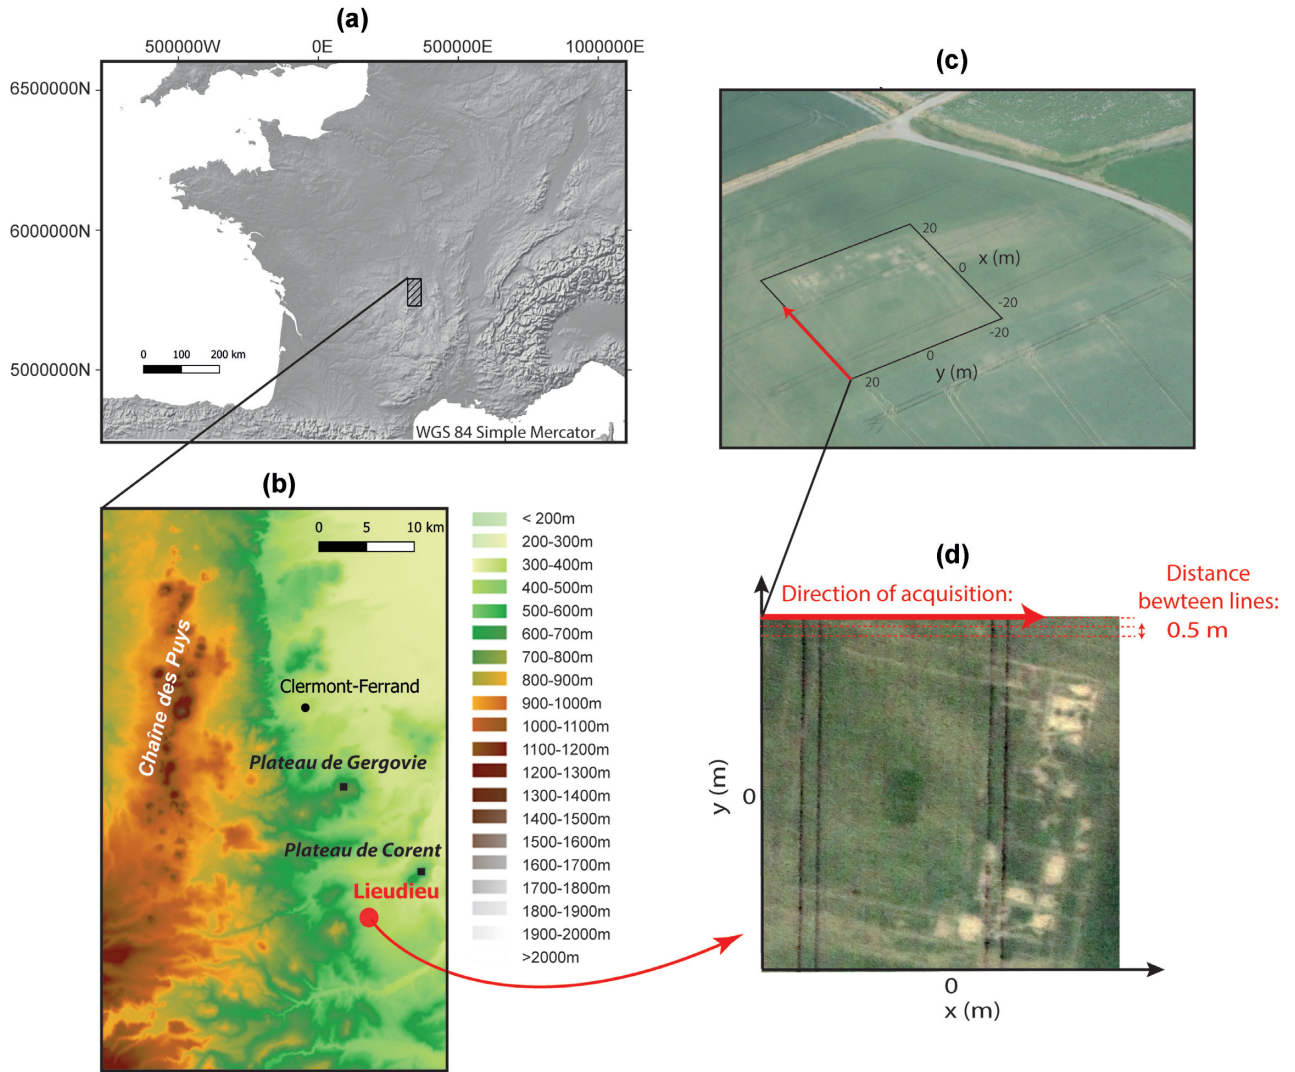 (a)
500000W 0E 500000E 1000000E
6500000N
6000000N
5000000N
0 100 200 km
WGS 84 Simple Mercator
(b)
0 5 10 km
Chaîne des Puys
Clermont-Ferrand
Plateau de Gergovie
Plateau de Corent
Lieudieu
< 200m
200-300m
300-400m
400-500m
500-600m
600-700m
700-800m
800-900m
900-1000m
1000-1100m
1100-1200m
1200-1300m
1300-1400m
1400-1500m
1500-1600m
1600-1700m
1700-1800m
1800-1900m
1900-2000m
>2000m
(c)
20
x (m)
0
-20
-20
0
y (m)
20
(d)
Direction of acquisition:
Distance
bewteen lines:
0.5 m
y (m)
0
0
x (m)